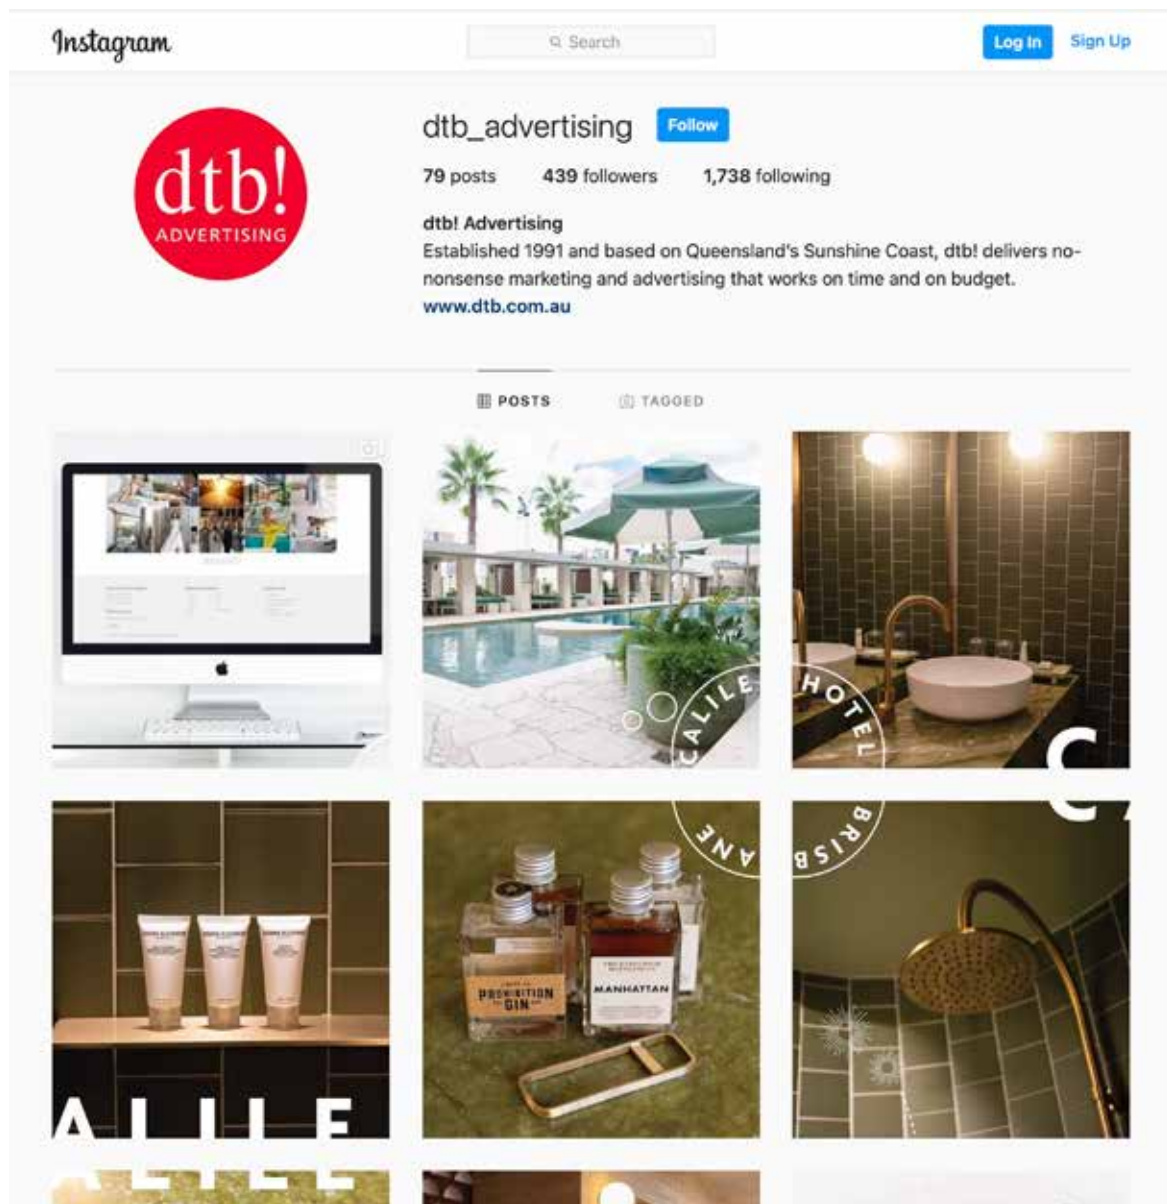 Instagram
Search
Log In
Sign Up
dtb!
ADVERTISING
dtb_advertising
Follow
79 posts
439 followers
1,738 following
dtb! Advertising
Established 1991 and based on Queensland's Sunshine Coast, dtb! delivers no-
nonsense marketing and advertising that works on time and on budget.
www.dtb.com.au
POSTS
TAGGED
CALILE HOTEL
BRISBANE
C
CA
PROHIBITION
GIN
MANHATTAN
ALILE
ALILE